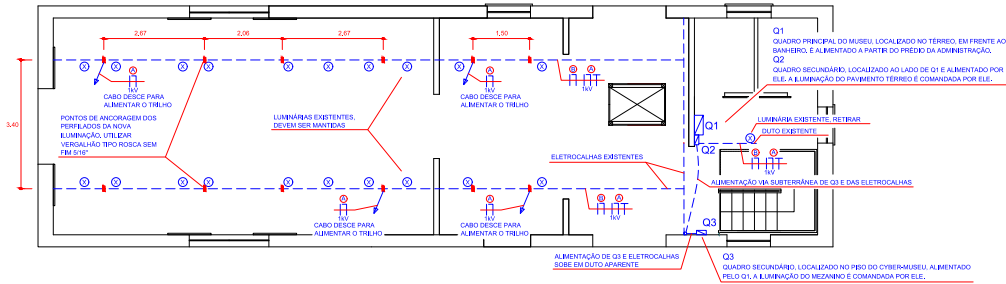 2,67
2,06
2,67
1,50
3,40
X
X
X
X
X
X
X
X
X
X
X
X
A
1kV
CABO DESCE PARA
ALIMENTAR O TRILHO
A
1kV
CABO DESCE PARA
ALIMENTAR O TRILHO
B A
1kV
PONTOS DE ANCORAGEM DOS
PERFILADOS DA NOVA
ILUMINAÇÃO, UTILIZAR
VERGALHÃO TIPO ROSCA SEM
FIM 5/16"
LUMINÁRIAS EXISTENTES,
DEVEM SER MANTIDAS
Q1
QUADRO PRINCIPAL DO MUSEU, LOCALIZADO NO TÉRREO, EM FRENTE AO
BANHEIRO, É ALIMENTADO A PARTIR DO PRÉDIO DA ADMINISTRAÇÃO.
Q2
QUADRO SECUNDÁRIO, LOCALIZADO AO LADO DE Q1 E ALIMENTADO POR
ELE. A ILUMINAÇÃO DO PAVIMENTO TÉRREO É COMANDADA POR ELE.
Q1
Q2
X
LUMINÁRIA EXISTENTE, RETIRAR
DUTO EXISTENTE
B A
1kV
ELETROCALHAS EXISTENTES
ALIMENTAÇÃO VIA SUBTERRÂNEA DE Q3 E DAS ELETROCALHAS
X
X
X
X
X
X
X
X
X
X
X
X
A
1kV
CABO DESCE PARA
ALIMENTAR O TRILHO
A
1kV
CABO DESCE PARA
ALIMENTAR O TRILHO
B A
1kV
Q3
ALIMENTAÇÃO DE Q3 E ELETROCALHAS
SOBE EM DUTO APARENTE
Q3
QUADRO SECUNDÁRIO, LOCALIZADO NO PISO DO CYBER-MUSEU, ALIMENTADO
PELO Q1. A ILUMINAÇÃO DO MEZANINO É COMANDADA POR ELE.